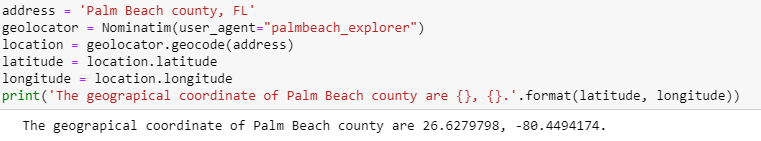 address = 'Palm Beach county, FL'
geolocator = Nominatim(user_agent="palmbeach_explorer")
location = geolocator.geocode(address)
latitude = location.latitude
longitude = location.longitude
print('The geograpical coordinate of Palm Beach county are {}, {}.'.format(latitude, longitude))
The geograpical coordinate of Palm Beach county are 26.6279798, -80.4494174.